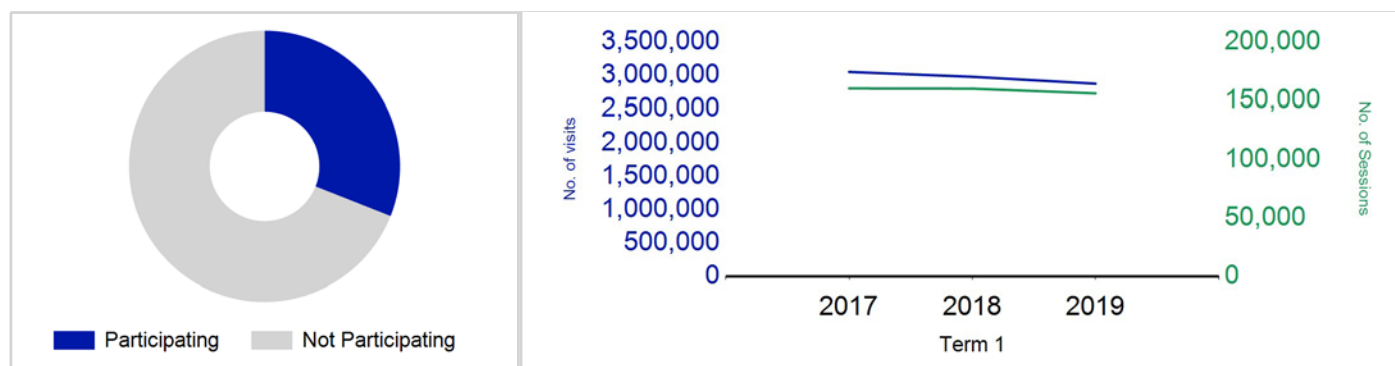 Participating
Not Participating
No. of visits
3,500,000
3,000,000
2,500,000
2,000,000
1,500,000
1,000,000
500,000
0
200,000
150,000
100,000
50,000
0
No. of Sessions
2017 2018 2019
Term 1